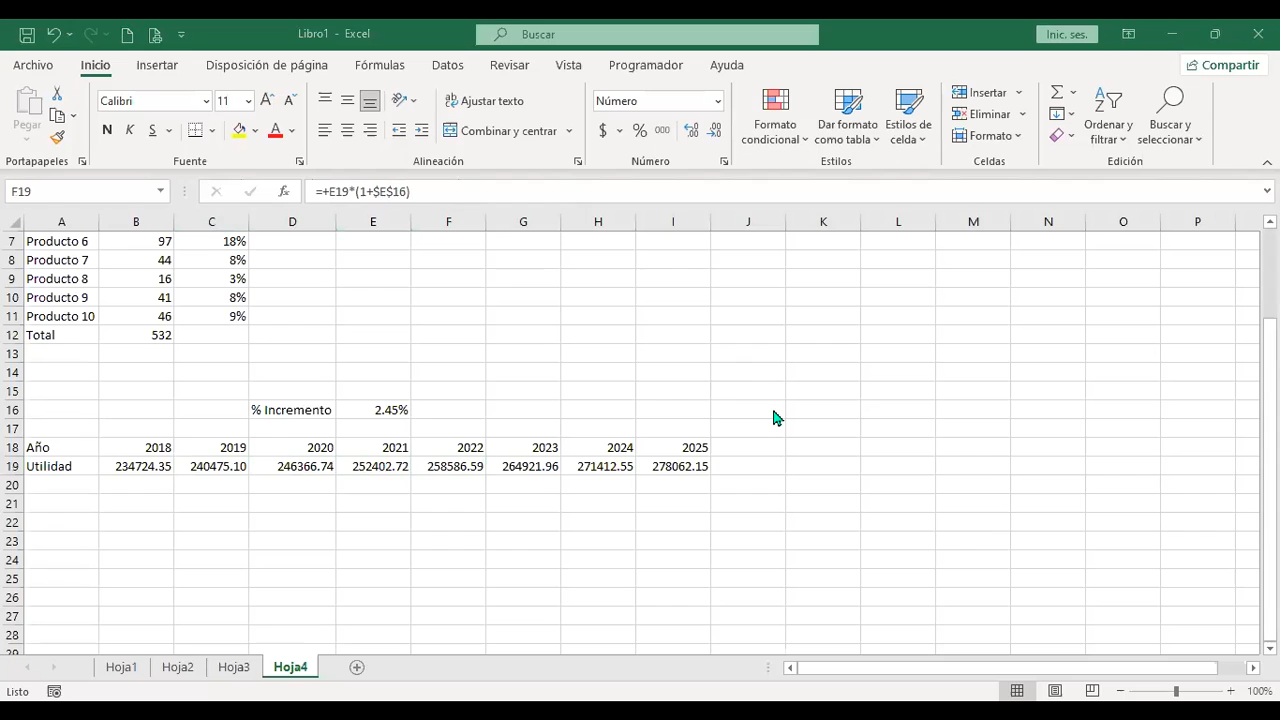 Libro1 - Excel
Buscar
Inic. ses.
Archivo Inicio Insertar Disposición de página Fórmulas Datos Revisar Vista Programador Ayuda Compartir
Pegar
Calibri 11
N K S
Ajustar texto
Combinar y centrar
Número
$ % 000
Formato condicional
Dar formato como tabla
Estilos de celda
Insertar
Eliminar
Formato
Ordenar y filtrar
Buscar y seleccionar
Portapapeles Fuente Alineación Número Estilos Celdas Edición
F19 fx =+E19*(1+$E$16)
A B C D E F G H I J K L M N O P
7 Producto 6 97 18%
8 Producto 7 44 8%
9 Producto 8 16 3%
10 Producto 9 41 8%
11 Producto 10 46 9%
12 Total 532
13
14
15
16 % Incremento 2.45%
17
18 Año 2018 2019 2020 2021 2022 2023 2024 2025
19 Utilidad 234724.35 240475.10 246366.74 252402.72 258586.59 264921.96 271412.55 278062.15
20
21
22
23
24
25
26
27
28
29
Hoja1 Hoja2 Hoja3 Hoja4
Listo 100%